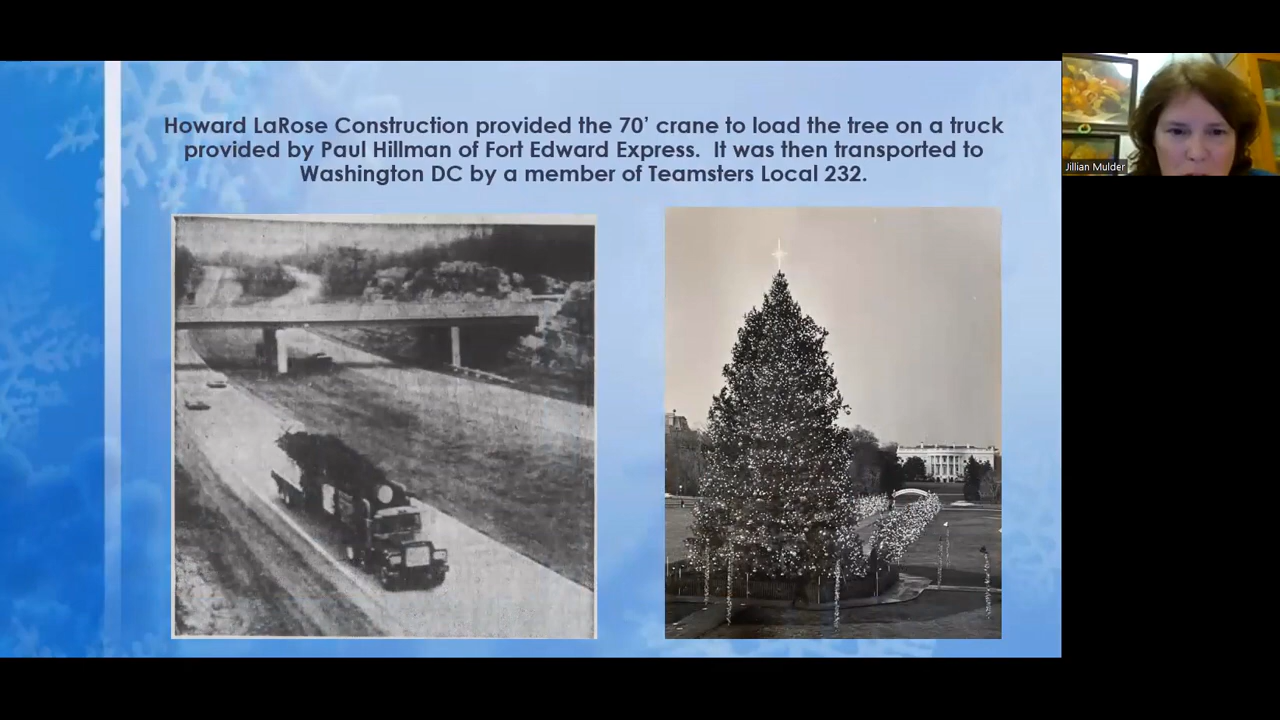 Howard LaRose Construction provided the 70’ crane to load the tree on a truck
provided by Paul Hillman of Fort Edward Express.  It was then transported to
Washington DC by a member of Teamsters Local 232.
Jillian Mulder